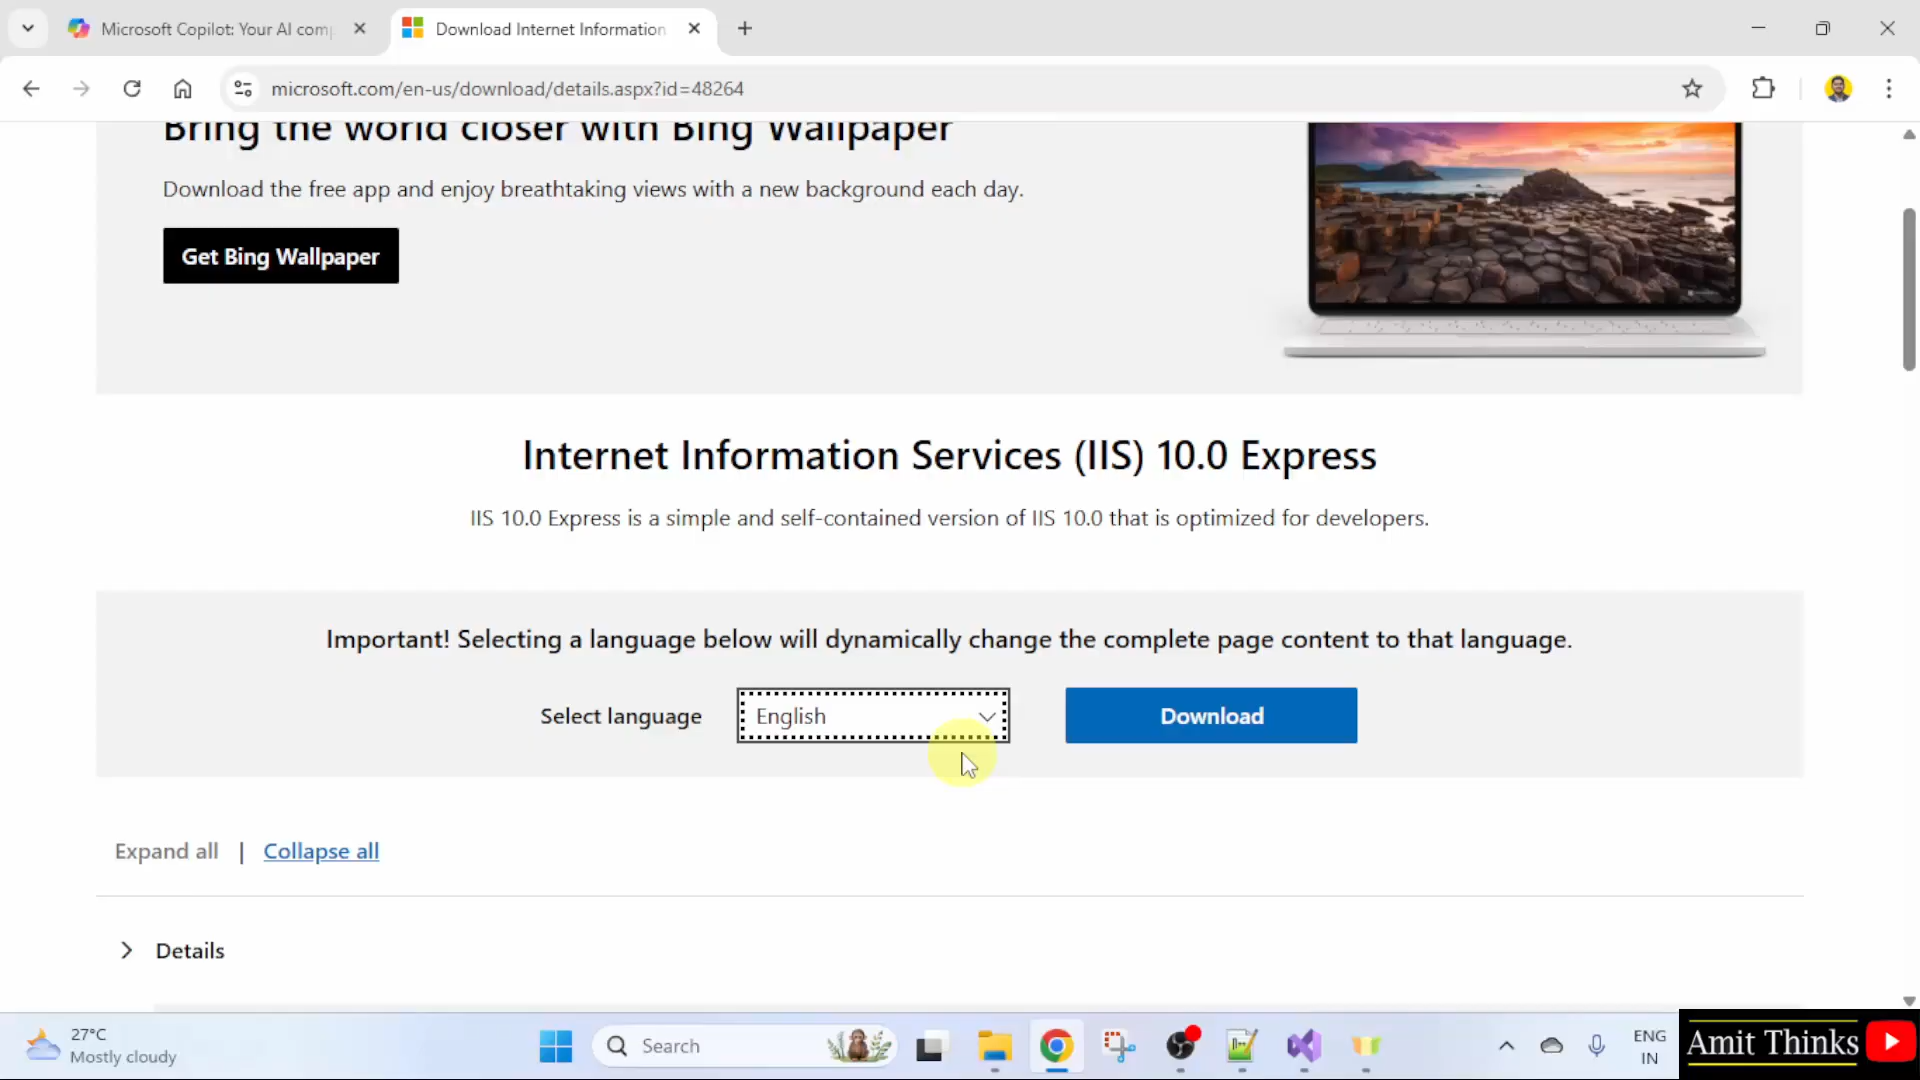 Microsoft Copilot: Your AI comp
Download Internet Information
microsoft.com/en-us/download/details.aspx?id=48264
Bring the world closer with Bing Wallpaper
Download the free app and enjoy breathtaking views with a new background each day.
Get Bing Wallpaper
Internet Information Services (IIS) 10.0 Express
IIS 10.0 Express is a simple and self-contained version of IIS 10.0 that is optimized for developers.
Important! Selecting a language below will dynamically change the complete page content to that language.
Select language
English
Download
Expand all | Collapse all
Details
27°C
Mostly cloudy
Search
ENG
IN
Amit Thinks